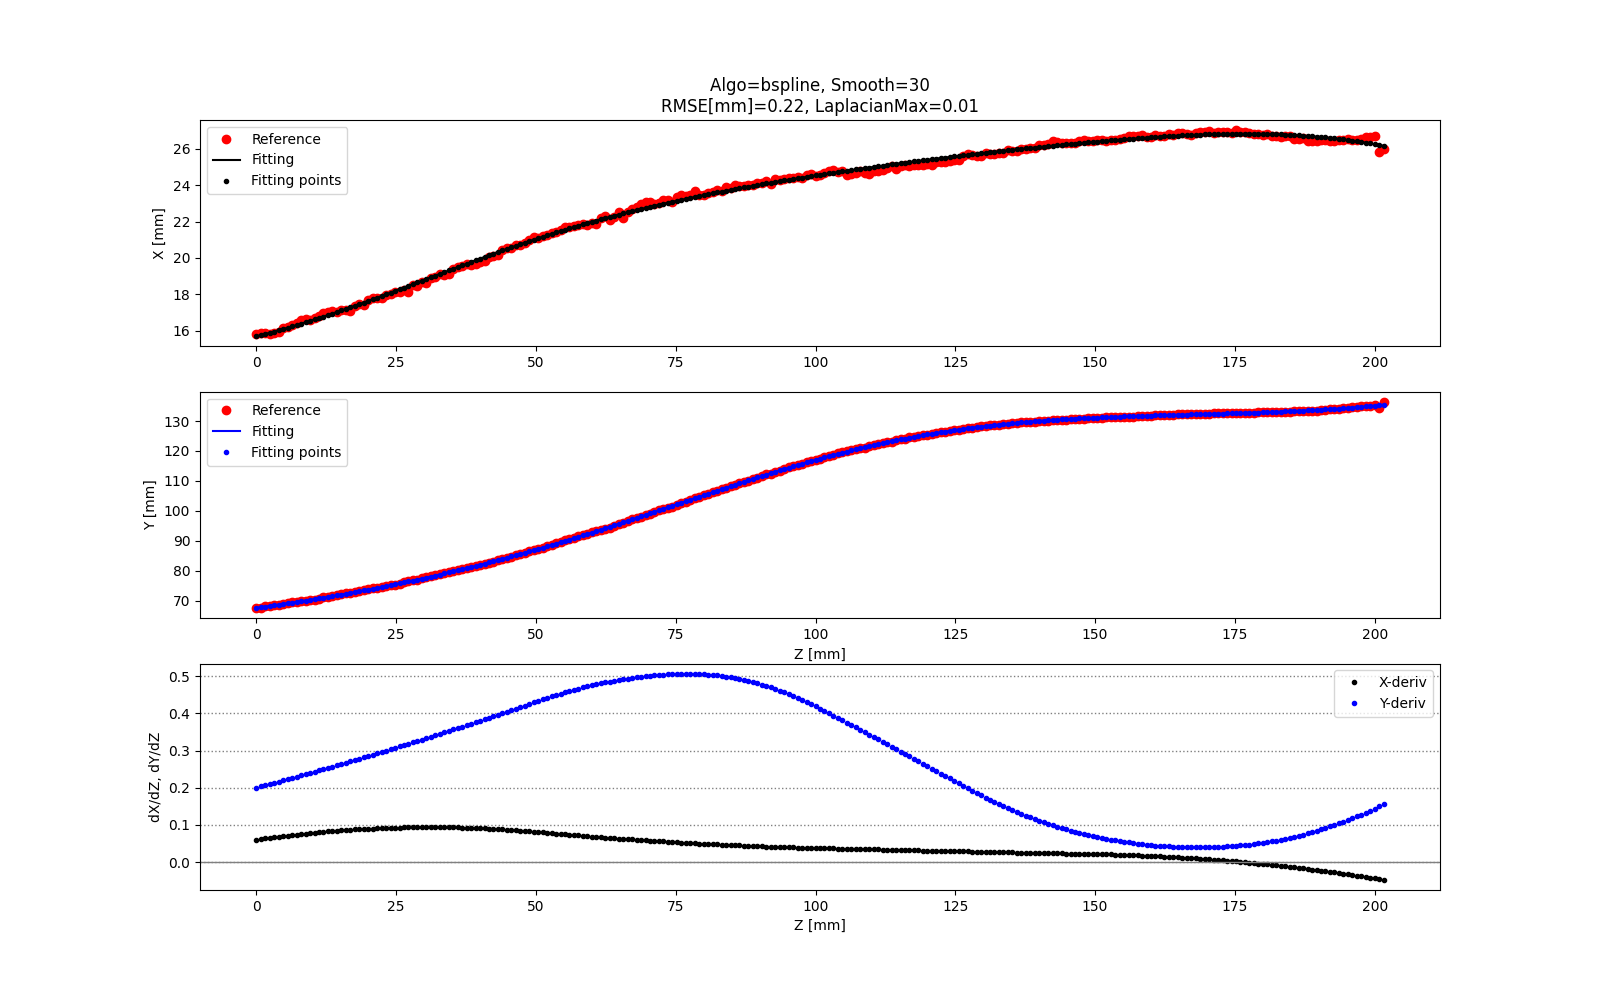 Algo=bspline, Smooth=30
RMSE[mm]=0.22, LaplacianMax=0.01
Reference
Fitting
Fitting points
X [mm]
26
24
22
20
18
16
0 25 50 75 100 125 150 175 200
Reference
Fitting
Fitting points
Y [mm]
130
120
110
100
90
80
70
0 25 50 75 100 125 150 175 200
Z [mm]
X-deriv
Y-deriv
dX/dZ, dY/dZ
0.5
0.4
0.3
0.2
0.1
0.0
0 25 50 75 100 125 150 175 200
Z [mm]